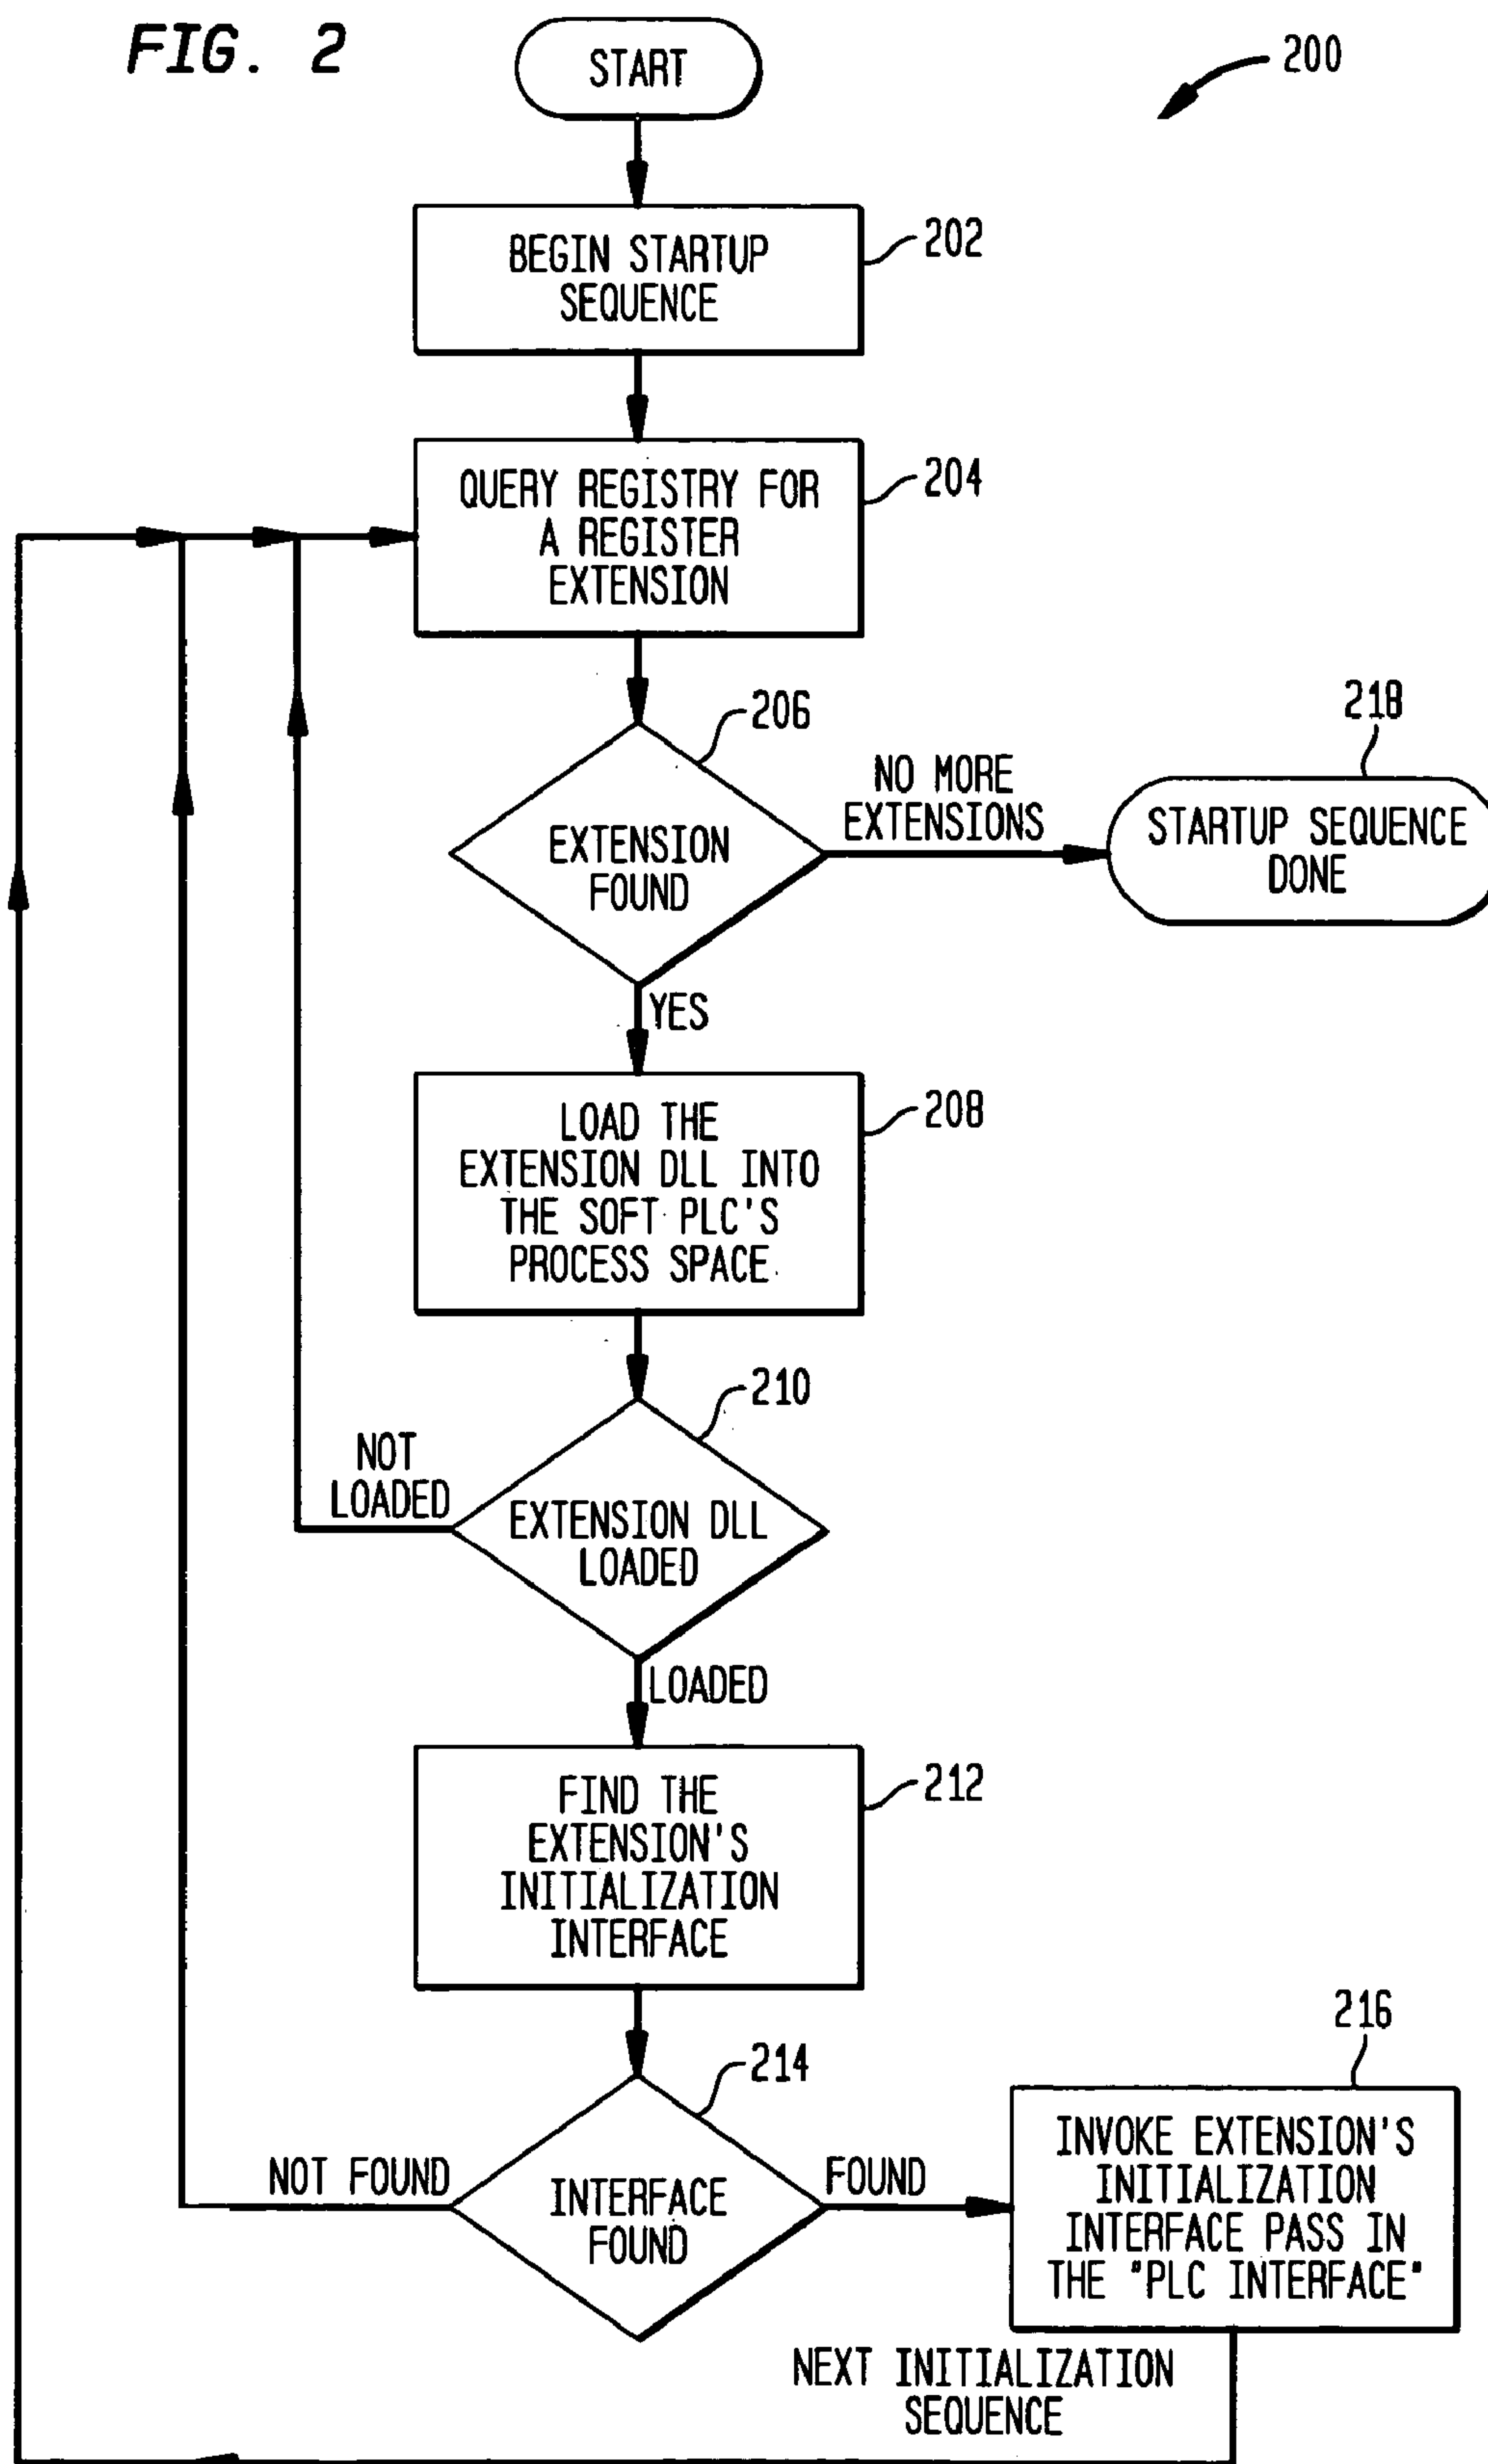 FIG. 2
START
200
BEGIN STARTUP
SEQUENCE
202
QUERY REGISTRY FOR
A REGISTER
EXTENSION
204
206
EXTENSION
FOUND
NO MORE
EXTENSIONS
218
STARTUP SEQUENCE
DONE
YES
LOAD THE
EXTENSION DLL INTO
THE SOFT PLC'S
PROCESS SPACE
208
210
NOT
LOADED
EXTENSION DLL
LOADED
LOADED
FIND THE
EXTENSION'S
INITIALIZATION
INTERFACE
212
214
NOT FOUND
INTERFACE
FOUND
FOUND
216
INVOKE EXTENSION'S
INITIALIZATION
INTERFACE PASS IN
THE "PLC INTERFACE"
NEXT INITIALIZATION
SEQUENCE